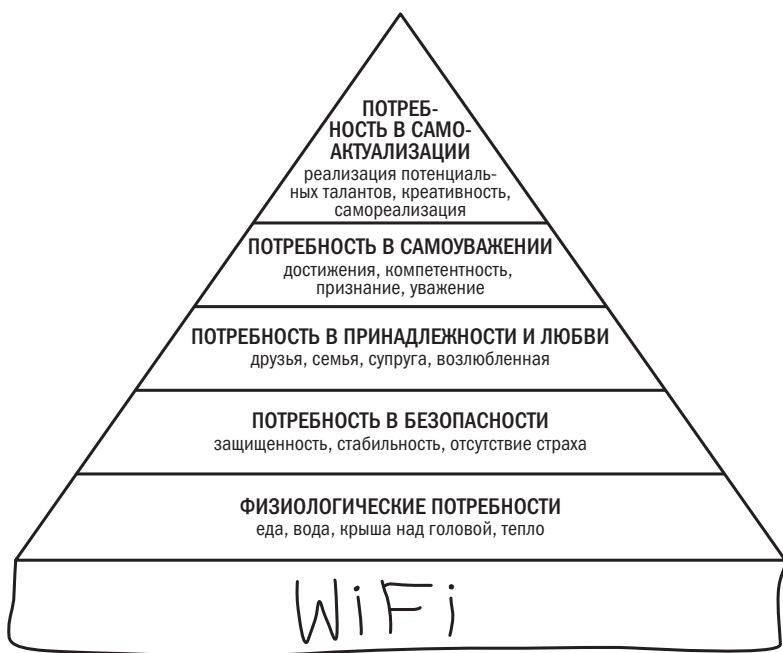 ПОТРЕБ-
НОСТЬ В САМО-
АКТУАЛИЗАЦИИ
реализация потенциаль-
ных талантов, креативность,
самореализация
ПОТРЕБНОСТЬ В САМОУВАЖЕНИИ
достижения, компетентность,
признание, уважение
ПОТРЕБНОСТЬ В ПРИНАДЛЕЖНОСТИ И ЛЮБВИ
друзья, семья, супруга, возлюбленная
ПОТРЕБНОСТЬ В БЕЗОПАСНОСТИ
защищенность, стабильность, отсутствие страха
ФИЗИОЛОГИЧЕСКИЕ ПОТРЕБНОСТИ
еда, вода, крыша над головой, тепло
WiFi